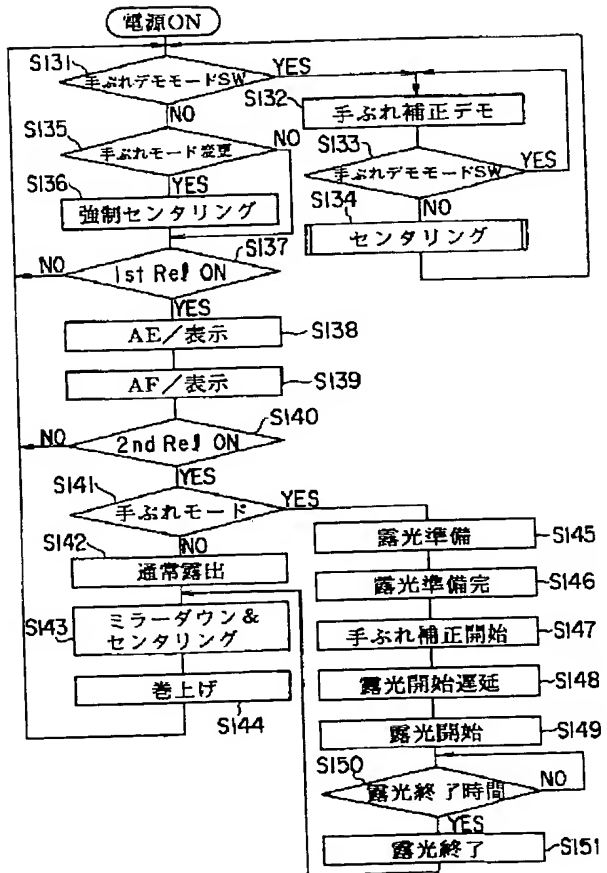 電源ON
S131
手ぶれデモモードSW
YES
NO
S132
手ぶれ補正デモ
S133
手ぶれデモモードSW
YES
NO
S134
センタリング
S135
手ぶれモード変更
NO
YES
S136
強制センタリング
S137
1st Rel ON
NO
YES
AE/表示
S138
AF/表示
S139
S140
2nd Rel ON
NO
YES
S141
手ぶれモード
YES
NO
S142
通常露出
S143
ミラーダウン&
センタリング
巻上げ
S144
露光準備
S145
露光準備完
S146
手ぶれ補正開始
S147
露光開始遅延
S148
露光開始
S149
S150
露光終了時間
NO
YES
露光終了
S151